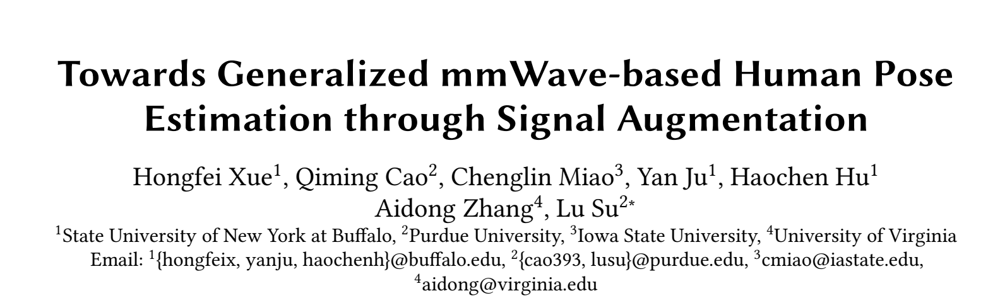 Towards Generalized mmWave-based Human Pose
Estimation through Signal Augmentation
Hongfei Xue¹, Qiming Cao², Chenglin Miao³, Yan Ju¹, Haochen Hu¹
Aidong Zhang⁴, Lu Su²*
¹State University of New York at Buffalo, ²Purdue University, ³Iowa State University, ⁴University of Virginia
Email: ¹{hongfeix, yanju, haochenh}@buffalo.edu, ²{cao393, lusu}@purdue.edu, ³cmiao@iastate.edu,
⁴aidong@virginia.edu